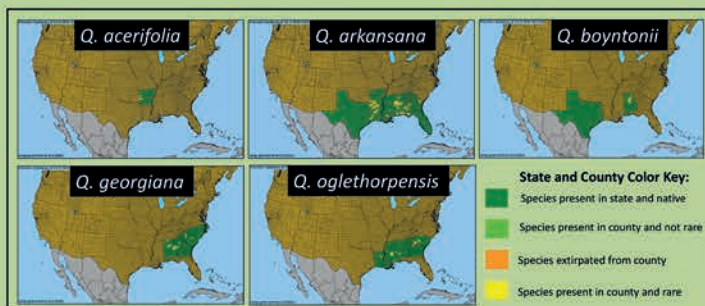 Q. acerifolia
Q. arkansana
Q. boyntonii
Q. georgiana
Q. oglethorpensis
State and County Color Key:
Species present in state and native
Species present in county and not rare
Species extirpated from county
Species present in county and rare